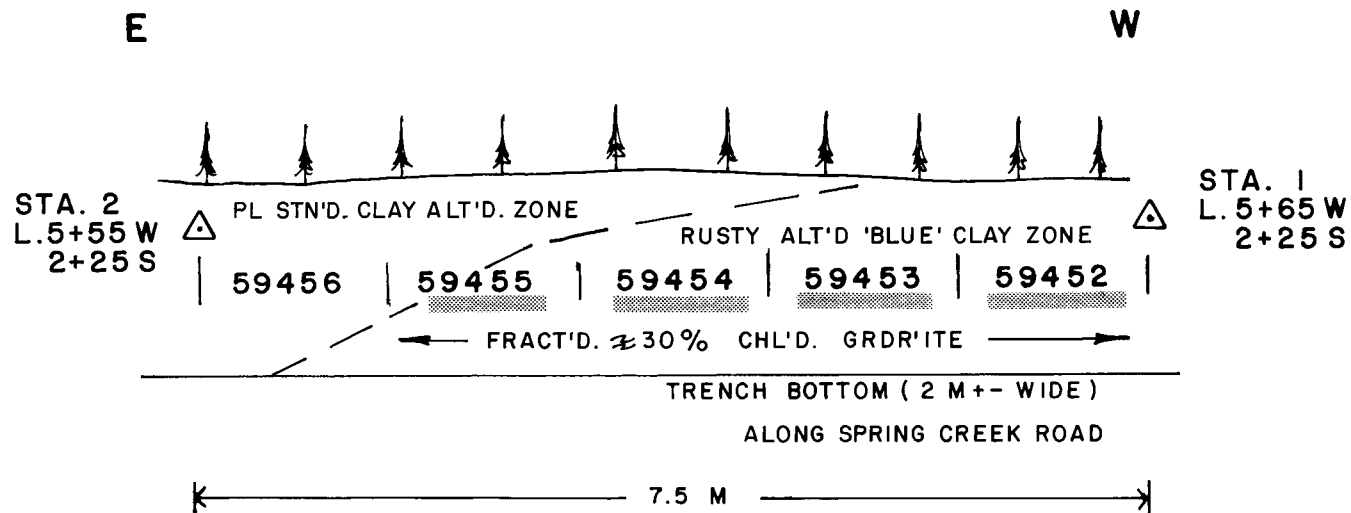 E
W
STA. 2
L.5+55 W
2+25 S
STA. 1
L. 5+65 W
2+25 S
PL STN'D. CLAY ALT'D. ZONE
RUSTY ALT'D 'BLUE' CLAY ZONE
59456 59455 59454 59453 59452
FRACT'D. ≈30% CHL'D. GRDR'ITE
TRENCH BOTTOM ( 2 M +- WIDE )
ALONG SPRING CREEK ROAD
7.5 M